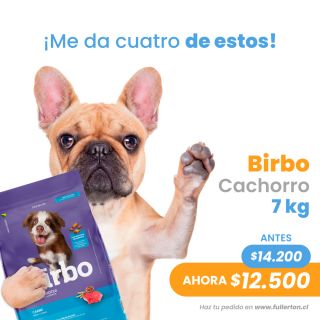 ¡Me da cuatro de estos!
Birbo
Cachorro
7 kg
ANTES
$14.200
AHORA $12.500
irbo
Haz tu pedido en www.fullerton.cl